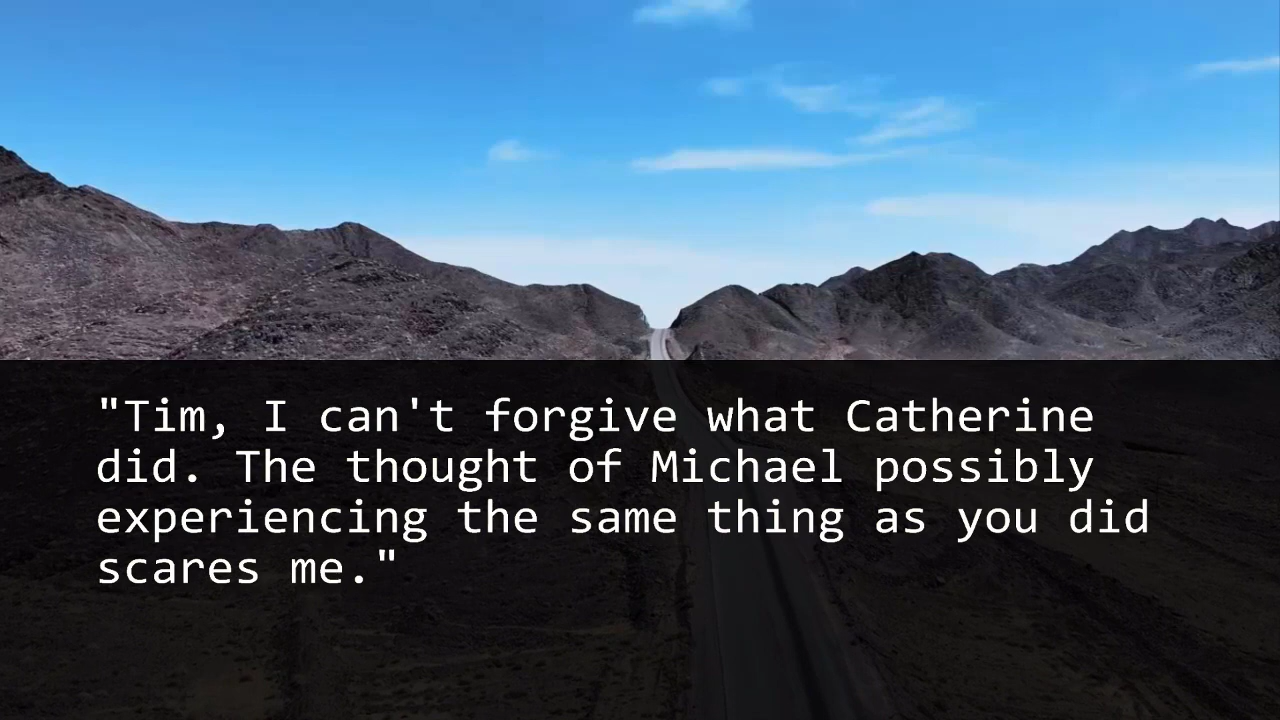 "Tim, I can't forgive what Catherine
did. The thought of Michael possibly
experiencing the same thing as you did
scares me."